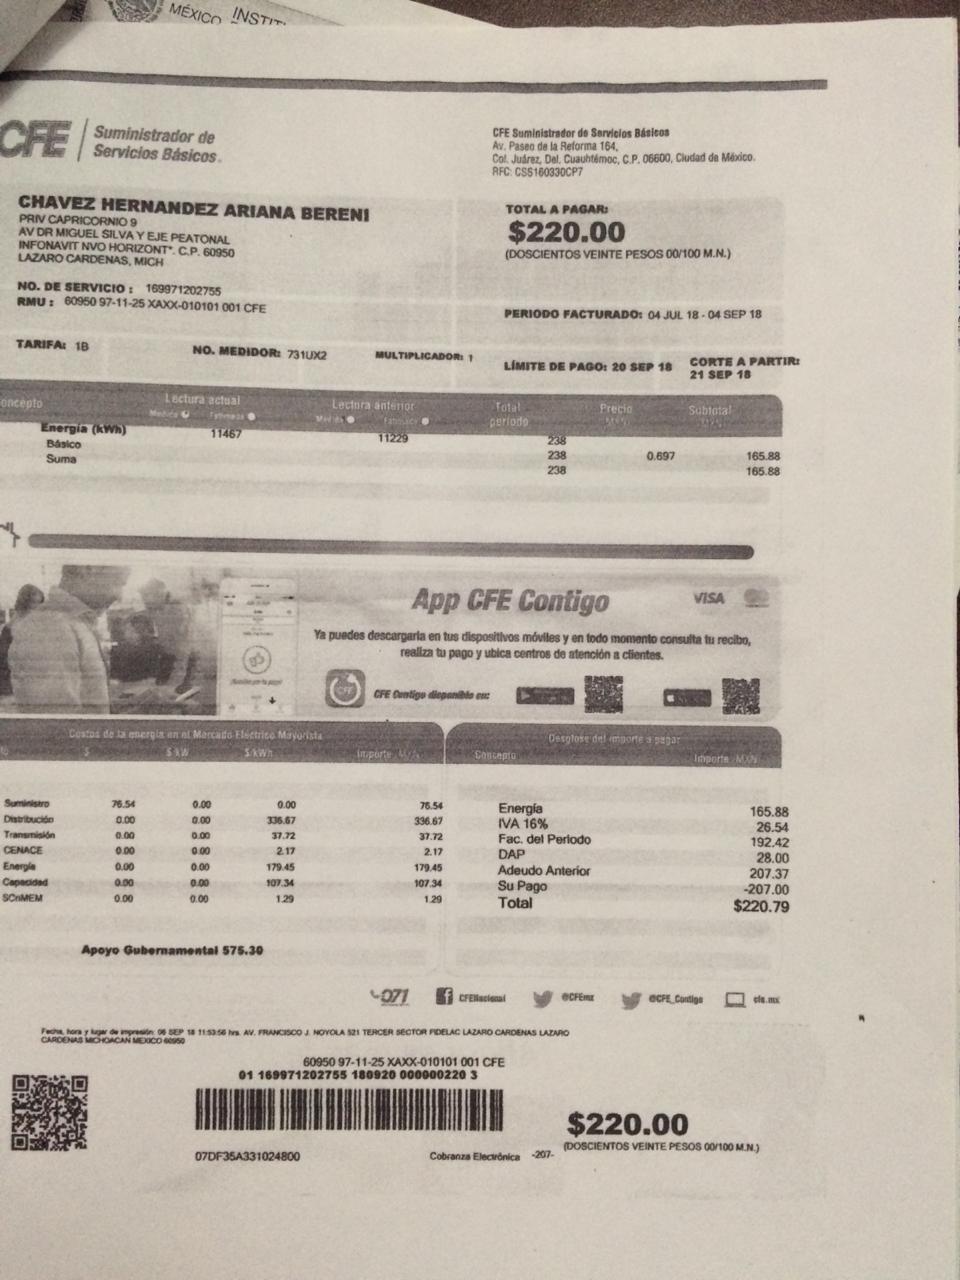 MÉXICO INSTIT
CFE Suministrador de
Servicios Básicos.
CFE Suministrador de Servicios Básicos
Av. Paseo de la Reforma 164,
Col. Juárez, Del. Cuauhtémoc, C.P. 06600, Ciudad de México.
RFC: CSS160330CP7
CHAVEZ HERNANDEZ ARIANA BERENI
PRIV CAPRICORNIO 9
AV DR MIGUEL SILVA Y EJE PEATONAL
INFONAVIT NVO HORIZONT*. C.P. 60950
LAZARO CARDENAS, MICH
TOTAL A PAGAR:
$220.00
(DOSCIENTOS VEINTE PESOS 00/100 M.N.)
NO. DE SERVICIO : 169971202755
RMU : 60950 97-11-25 XAXX-010101 001 CFE
PERIODO FACTURADO: 04 JUL 18 - 04 SEP 18
TARIFA: 1B NO. MEDIDOR: 731UX2 MULTIPLICADOR: 1
LÍMITE DE PAGO: 20 SEP 18 CORTE A PARTIR:
21 SEP 18
oncepto Lectura actual Lectura anterior Total Precio Subtotal
Medida Estimada Medida Estimada periodo MXN MXN
Energía (kWh) 11467 11229 238
Básico 238 0.697 165.88
Suma 238 165.88
App CFE Contigo VISA
Ya puedes descargarla en tus dispositivos móviles y en todo momento consulta tu recibo,
realiza tu pago y ubica centros de atención a clientes.
CFE CFE Contigo disponible en:
Costos de la energía en el Mercado Eléctrico Mayorista
$ $/kW $/kWh Importe MXN
Suministro 76.54 0.00 0.00 76.54
Distribución 0.00 0.00 336.67 336.67
Transmisión 0.00 0.00 37.72 37.72
CENACE 0.00 0.00 2.17 2.17
Energía 0.00 0.00 179.45 179.45
Capacidad 0.00 0.00 107.34 107.34
SCnMEM 0.00 0.00 1.29 1.29
Apoyo Gubernamental 575.30
Desglose del importe a pagar
Concepto Importe MXN
Energía 165.88
IVA 16% 26.54
Fac. del Periodo 192.42
DAP 28.00
Adeudo Anterior 207.37
Su Pago -207.00
Total $220.79
071 CFENacional @CFEmx @CFE_Contigo cfe.mx
Fecha, hora y lugar de impresión: 06 SEP 18 11:53:56 hrs. AV. FRANCISCO J. NOYOLA 521 TERCER SECTOR FIDELAC LAZARO CARDENAS LAZARO
CARDENAS MICHOACAN MEXICO 60950
60950 97-11-25 XAXX-010101 001 CFE
01 169971202755 180920 000000220 3
07DF35A331024800
Cobranza Electrónica -207-
$220.00
(DOSCIENTOS VEINTE PESOS 00/100 M.N.)